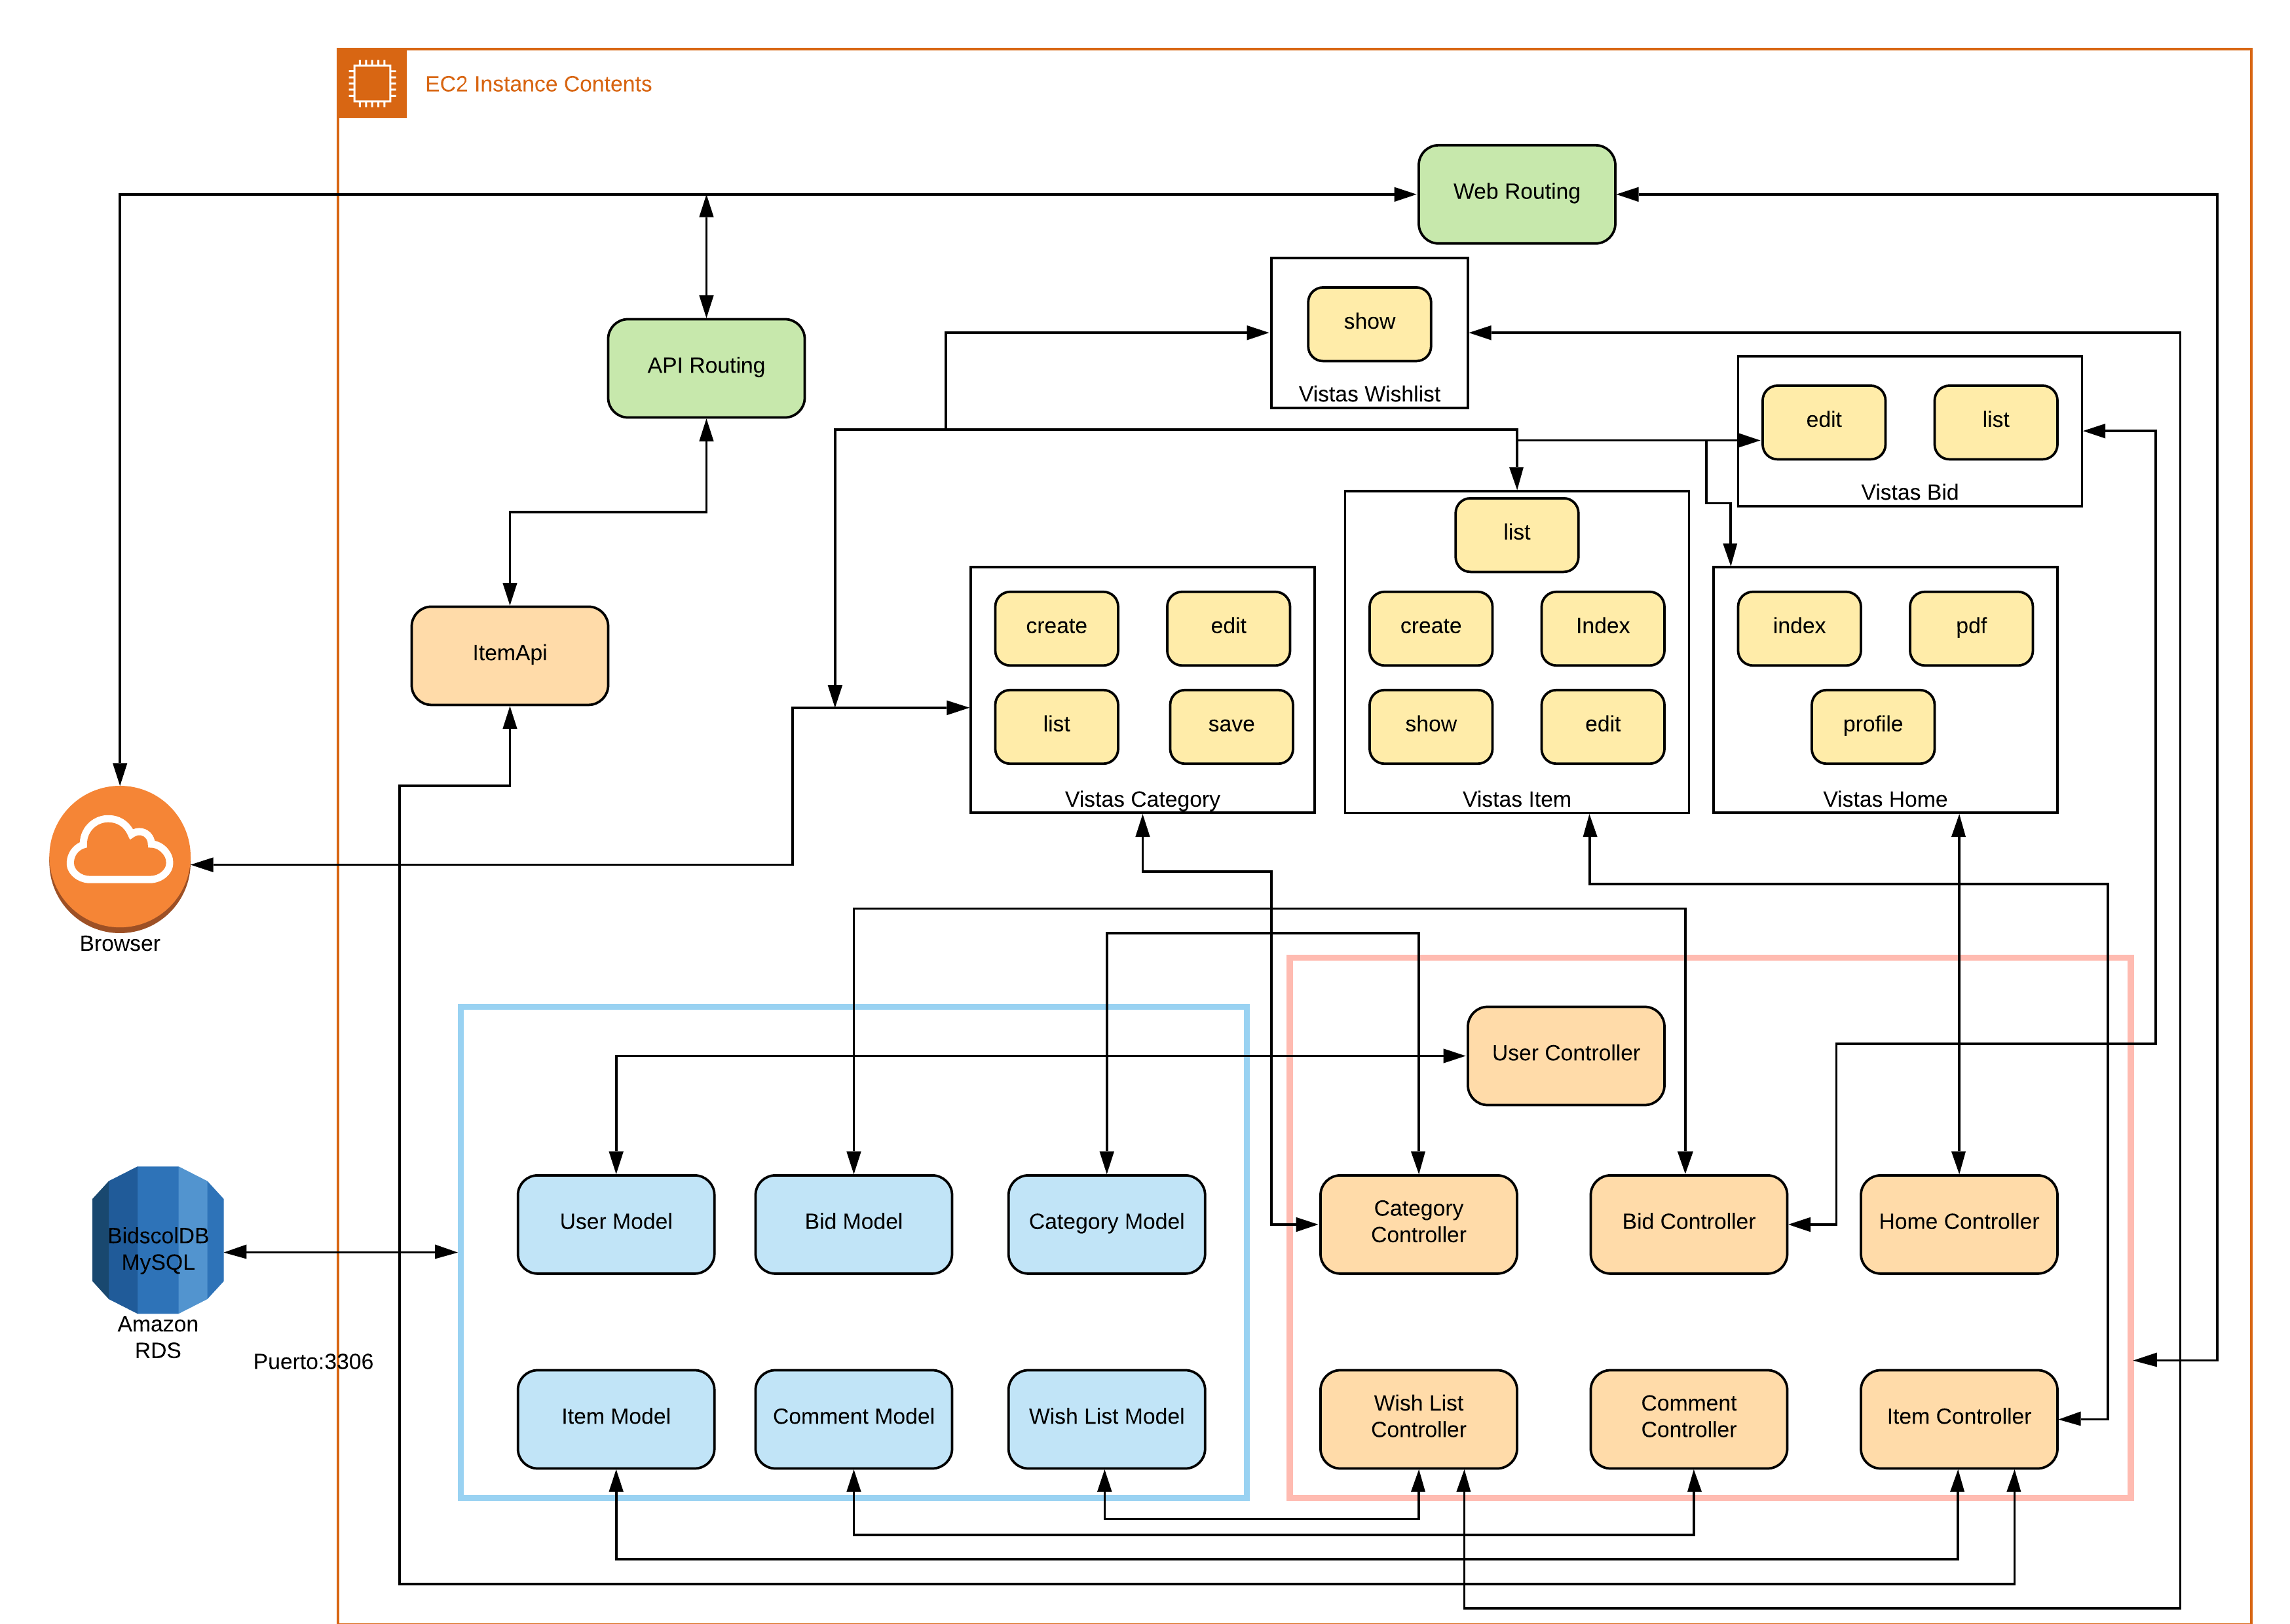 EC2 Instance Contents
Web Routing
show
Vistas Wishlist
API Routing
edit
list
Vistas Bid
list
create
Index
show
edit
Vistas Item
create
edit
list
save
Vistas Category
index
pdf
profile
Vistas Home
ItemApi
Browser
User Controller
User Model
Bid Model
Category Model
Category
Controller
Bid Controller
Home Controller
BidscolDB
MySQL
Amazon
RDS
Puerto:3306
Item Model
Comment Model
Wish List Model
Wish List
Controller
Comment
Controller
Item Controller